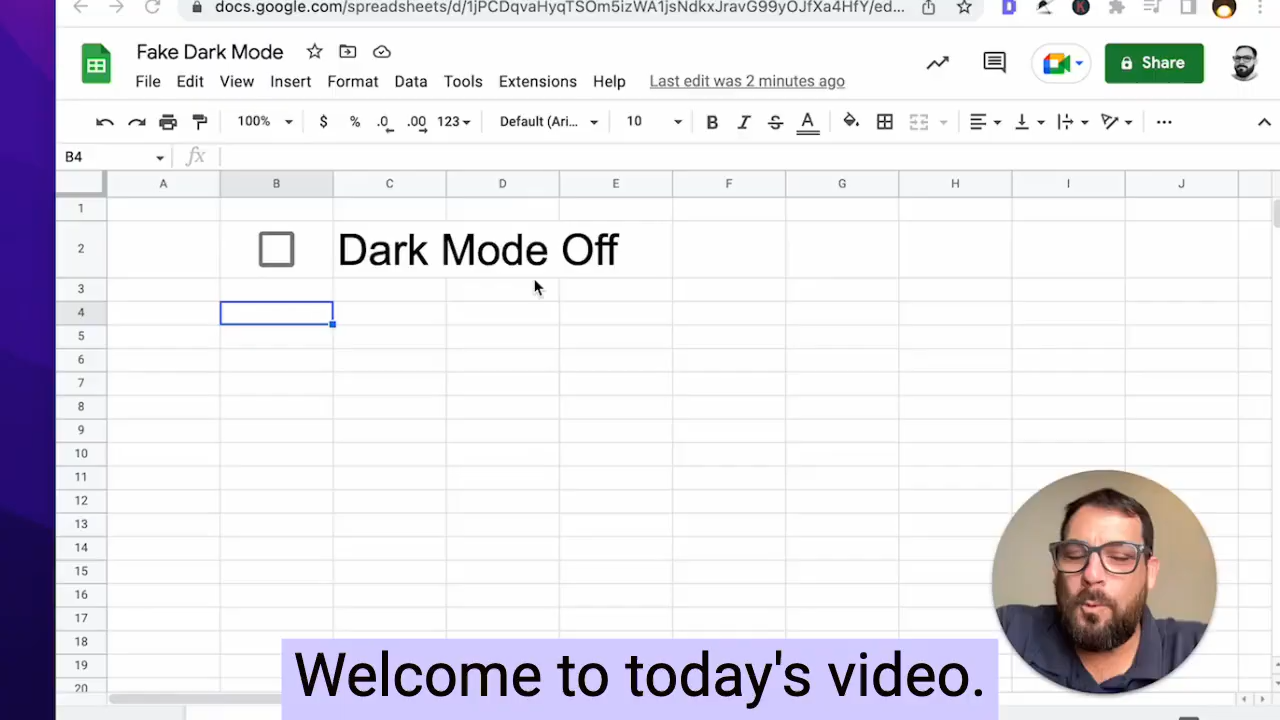 docs.google.com/spreadsheets/d/1jPCDqvaHyqTSOm5izWA1jsNdkxJravG99yOJfXa4HfY/ed...
Fake Dark Mode
File Edit View Insert Format Data Tools Extensions Help Last edit was 2 minutes ago
Share
100% $ % .0 .00 123 Default (Ari... 10 B I S A
B4 fx
A B C D E F G H I J
1
2 Dark Mode Off
3
4
5
6
7
8
9
10
11
12
13
14
15
16
17
18
19
20
Welcome to today's video.